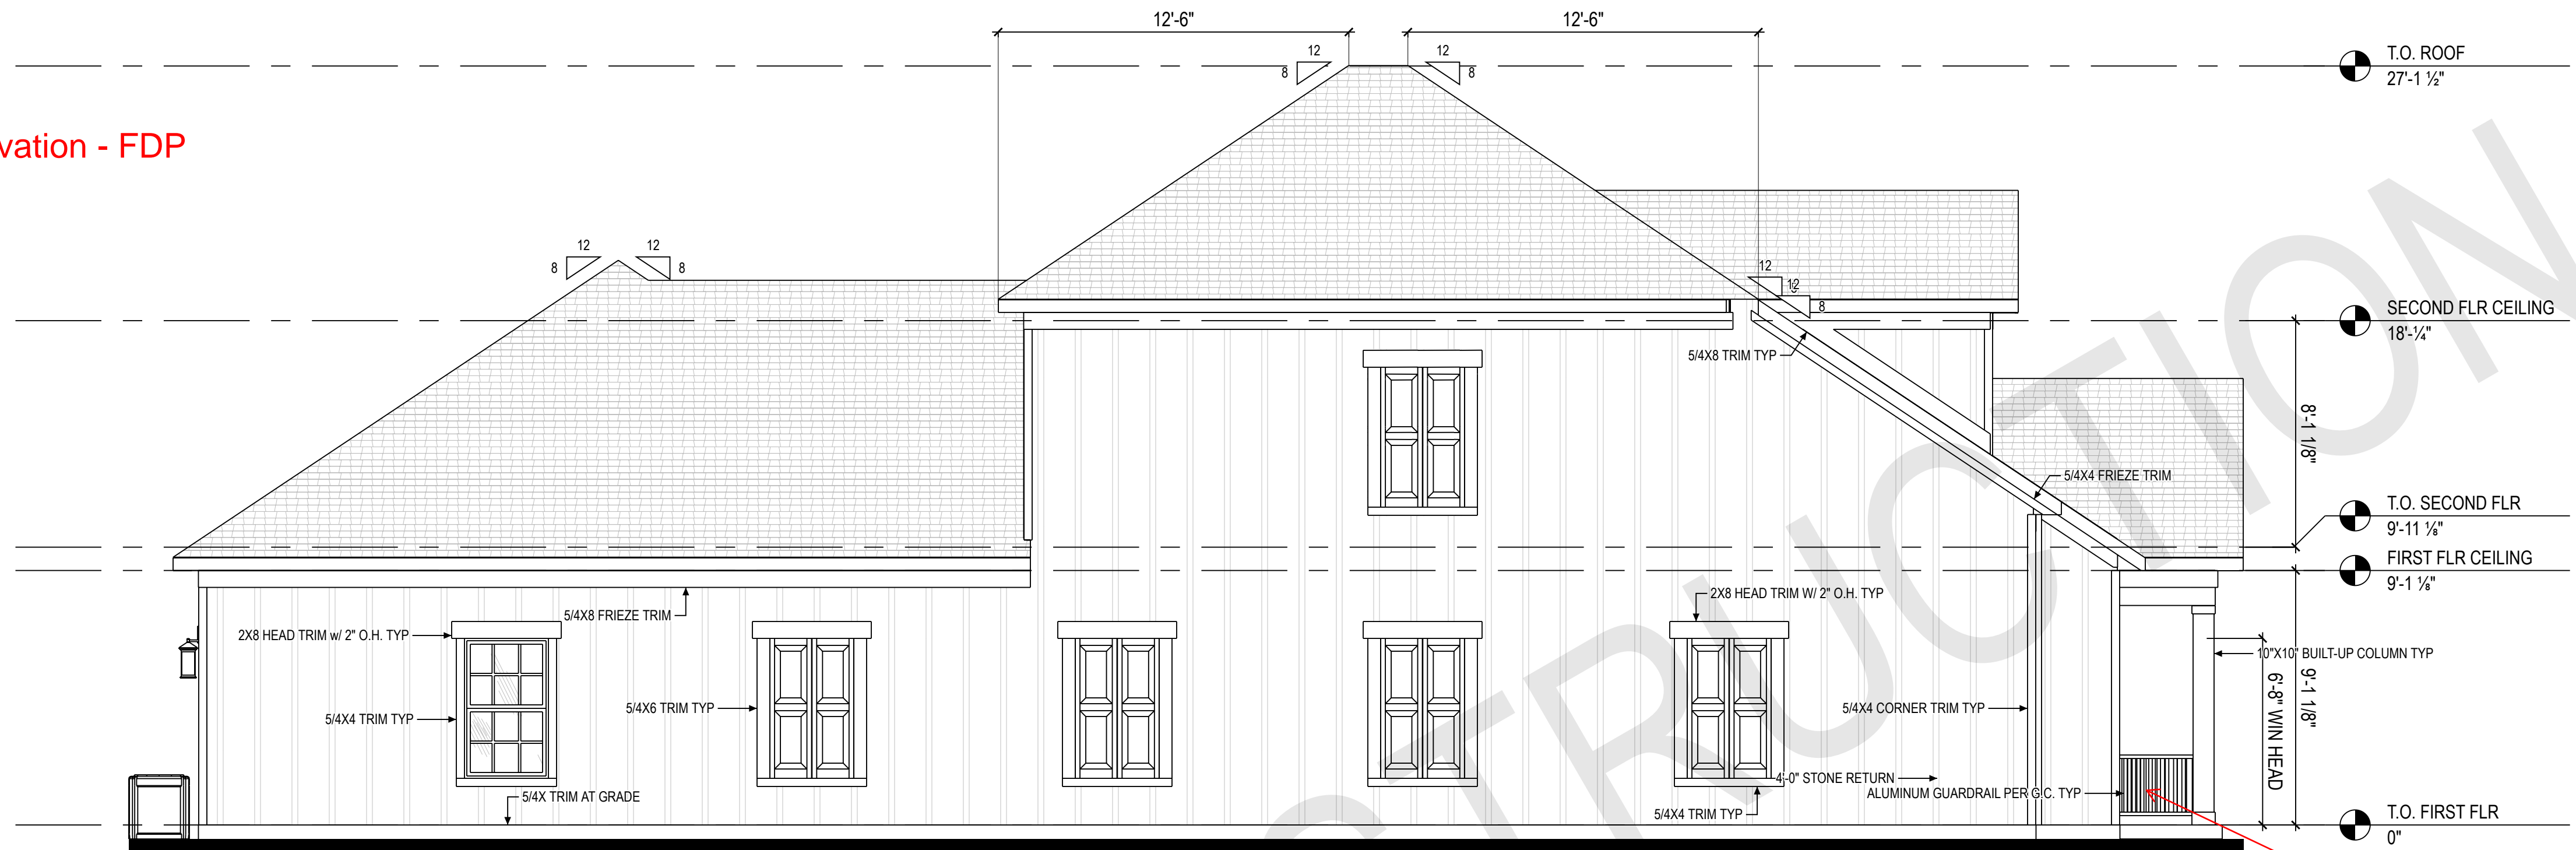 12'-6"
12'-6"
12
8
12
8
T.O. ROOF
27'-1 ½"
vation - FDP
12
8
12
8
12
12
8
SECOND FLR CEILING
18'-¼"
5/4X8 TRIM TYP
8'-1 1/8"
5/4X4 FRIEZE TRIM
T.O. SECOND FLR
9'-11 ⅛"
FIRST FLR CEILING
9'-1 ⅛"
5/4X8 FRIEZE TRIM
2X8 HEAD TRIM W/ 2" O.H. TYP
2X8 HEAD TRIM w/ 2" O.H. TYP
10"X10" BUILT-UP COLUMN TYP
9'-1 1/8"
6'-8" WIN HEAD
5/4X4 TRIM TYP
5/4X6 TRIM TYP
5/4X4 CORNER TRIM TYP
4'-0" STONE RETURN
ALUMINUM GUARDRAIL PER G.C. TYP
5/4X TRIM AT GRADE
5/4X4 TRIM TYP
T.O. FIRST FLR
0"
STRUCTION